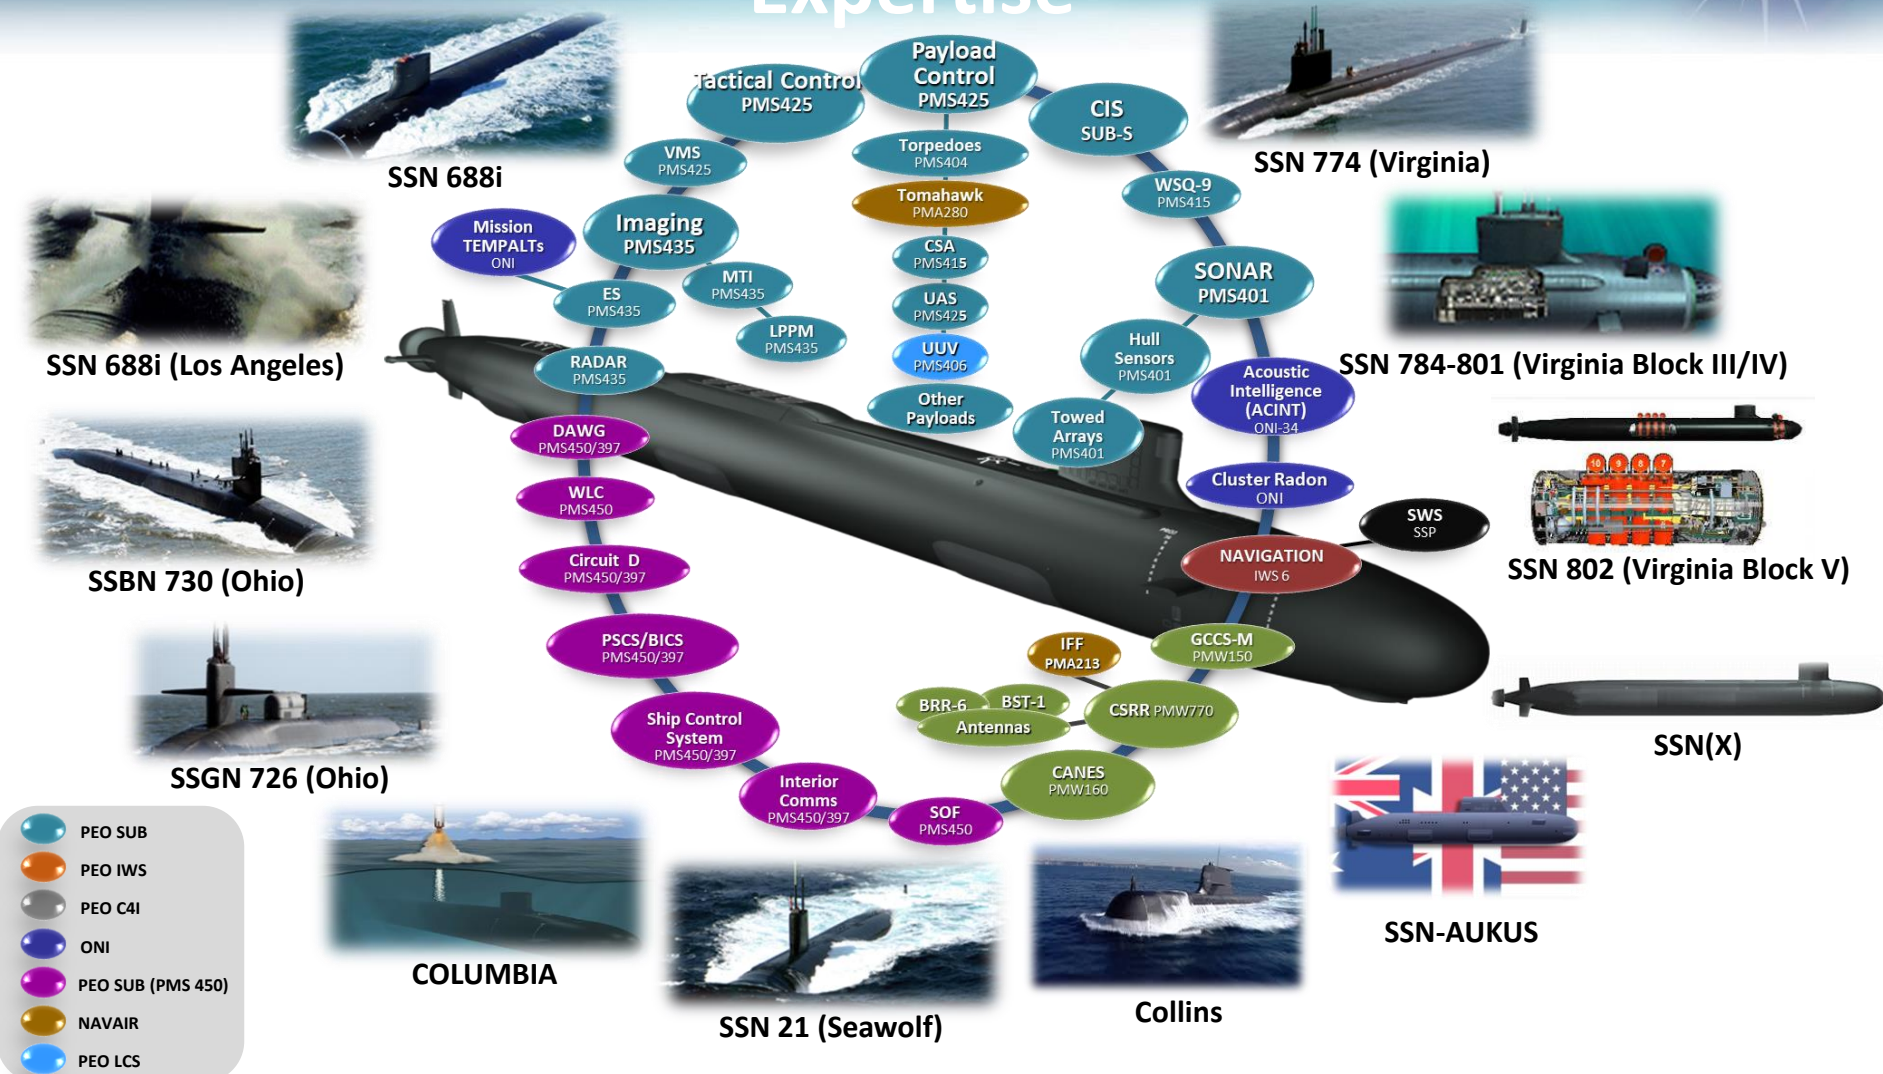 Expertise
Payload
Control
PMS425
Tactical Control
PMS425
CIS
SUB-S
VMS
PMS425
Torpedoes
PMS404
WSQ-9
PMS415
Tomahawk
PMA280
Imaging
PMS435
Mission
TEMPALTs
ONI
CSA
PMS415
SONAR
PMS401
MTI
PMS435
ES
PMS435
UAS
PMS425
LPPM
PMS435
Hull
Sensors
PMS401
UUV
PMS406
RADAR
PMS435
Acoustic
Intelligence
(ACINT)
ONI-34
Other
Payloads
Towed
Arrays
PMS401
DAWG
PMS450/397
Cluster Radon
ONI
WLC
PMS450
SWS
SSP
NAVIGATION
IWS 6
Circuit D
PMS450/397
PSCS/BICS
PMS450/397
IFF
PMA213
GCCS-M
PMW150
BRR-6
BST-1
Antennas
CSRR PMW770
Ship Control
System
PMS450/397
CANES
PMW160
Interior
Comms
PMS450/397
SOF
PMS450
SSN 688i
SSN 774 (Virginia)
SSN 688i (Los Angeles)
SSN 784-801 (Virginia Block III/IV)
SSBN 730 (Ohio)
10 9 8 7
SSN 802 (Virginia Block V)
SSGN 726 (Ohio)
SSN(X)
COLUMBIA
SSN 21 (Seawolf)
Collins
SSN-AUKUS
PEO SUB
PEO IWS
PEO C4I
ONI
PEO SUB (PMS 450)
NAVAIR
PEO LCS